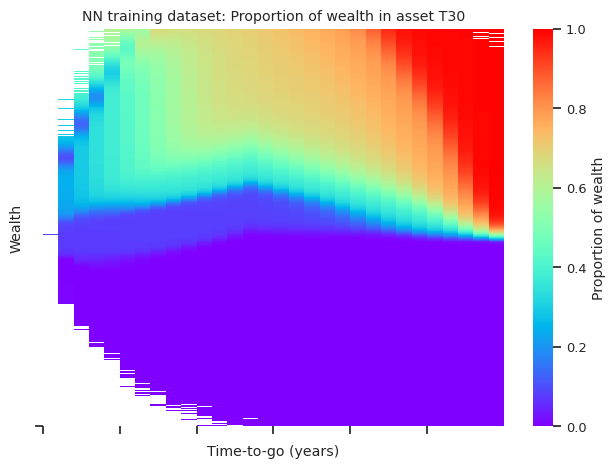 NN training dataset: Proportion of wealth in asset T30
Wealth
Time-to-go (years)
1.0
0.8
0.6
0.4
0.2
0.0
Proportion of wealth